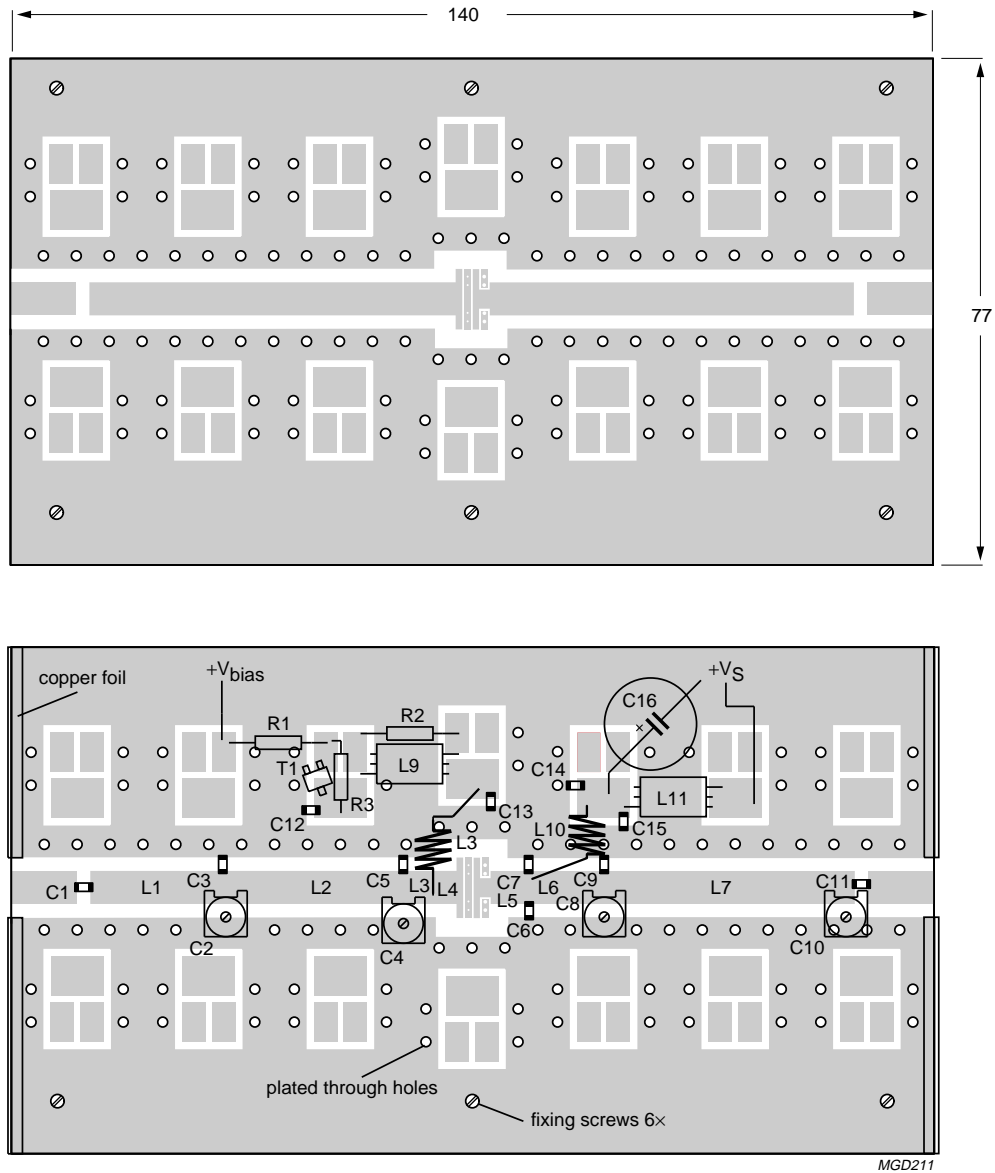 140
77
copper foil
+Vbias
+VS
C16
R1
R2
T1
L9
C14
L11
R3
C13
C12
L10
C15
L3
C3
C5
C7
C9
C11
C1
L1
L2
L3
L4
L6
L7
L5
C8
C6
C2
C4
C10
plated through holes
fixing screws 6×
MGD211